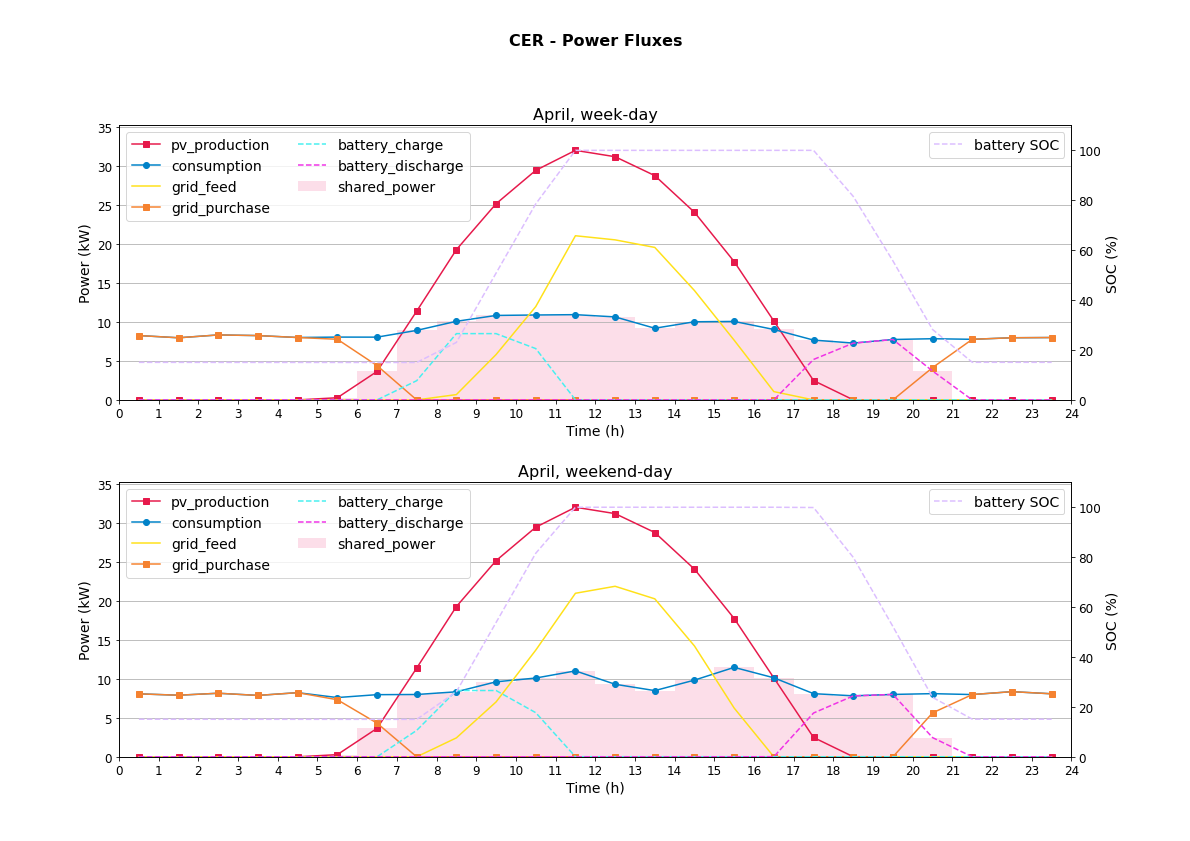 CER - Power Fluxes
April, week-day
35
30
25
20
15
10
5
0
Power (kW)
pv_production
consumption
grid_feed
grid_purchase
battery_charge
battery_discharge
shared_power
battery SOC
100
80
60
40
20
0
SOC (%)
0 1 2 3 4 5 6 7 8 9 10 11 12 13 14 15 16 17 18 19 20 21 22 23 24
Time (h)
April, weekend-day
35
30
25
20
15
10
5
0
Power (kW)
pv_production
consumption
grid_feed
grid_purchase
battery_charge
battery_discharge
shared_power
battery SOC
100
80
60
40
20
0
SOC (%)
0 1 2 3 4 5 6 7 8 9 10 11 12 13 14 15 16 17 18 19 20 21 22 23 24
Time (h)